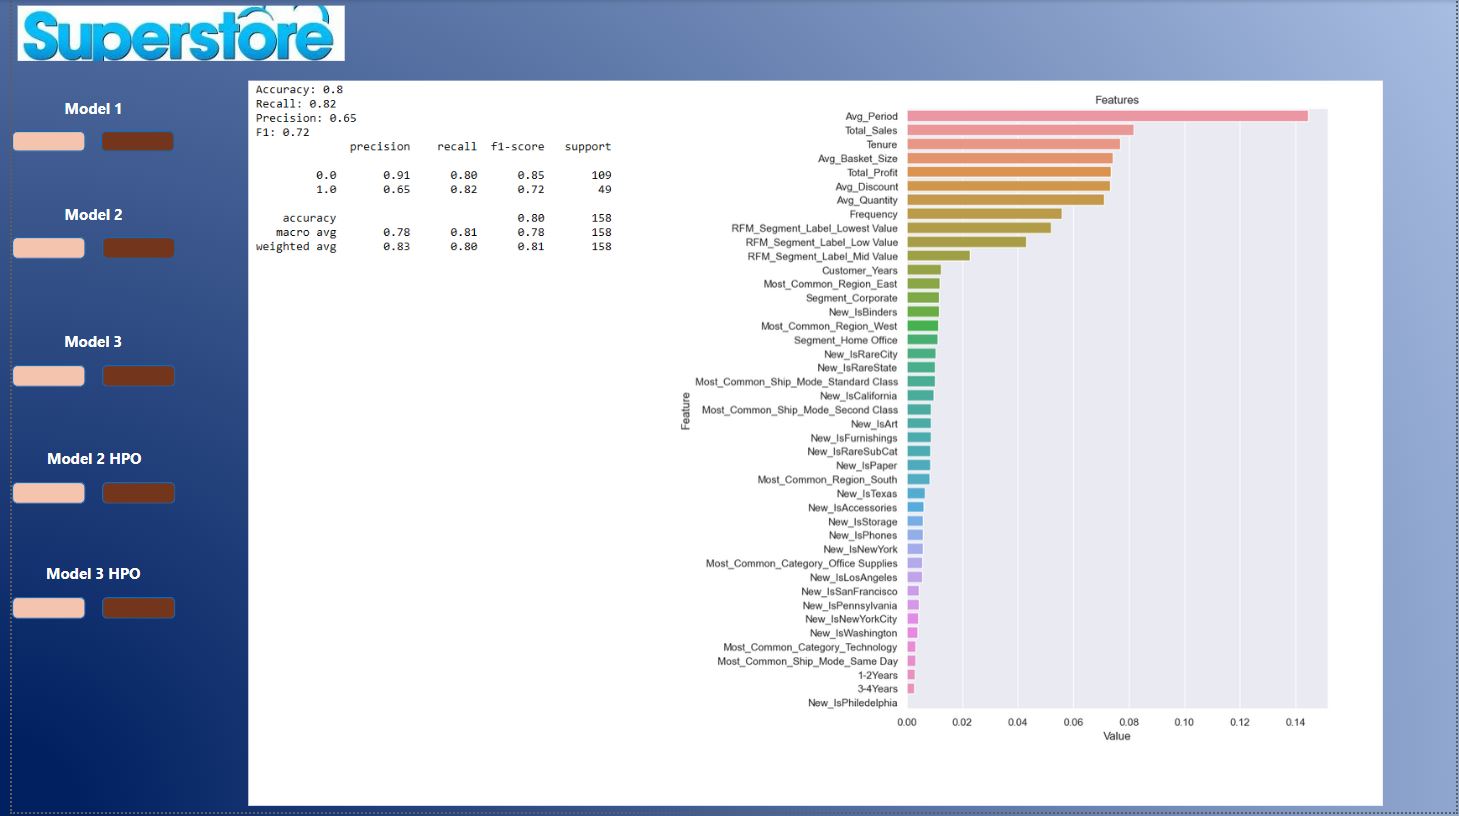 Superstore
Model 1
Model 2
Model 3
Model 2 HPO
Model 3 HPO
Accuracy: 0.8
Recall: 0.82
Precision: 0.65
F1: 0.72
precision recall f1-score support
0.0 0.91 0.80 0.85 109
1.0 0.65 0.82 0.72 49
accuracy 0.80 158
macro avg 0.78 0.81 0.78 158
weighted avg 0.83 0.80 0.81 158
Features
Feature
Avg_Period
Total_Sales
Tenure
Avg_Basket_Size
Total_Profit
Avg_Discount
Avg_Quantity
Frequency
RFM_Segment_Label_Lowest Value
RFM_Segment_Label_Low Value
RFM_Segment_Label_Mid Value
Customer_Years
Most_Common_Region_East
Segment_Corporate
New_IsBinders
Most_Common_Region_West
Segment_Home Office
New_IsRareCity
New_IsRareState
Most_Common_Ship_Mode_Standard Class
New_IsCalifornia
Most_Common_Ship_Mode_Second Class
New_IsArt
New_IsFurnishings
New_IsRareSubCat
New_IsPaper
Most_Common_Region_South
New_IsTexas
New_IsAccessories
New_IsStorage
New_IsPhones
New_IsNewYork
Most_Common_Category_Office Supplies
New_IsLosAngeles
New_IsSanFrancisco
New_IsPennsylvania
New_IsNewYorkCity
New_IsWashington
Most_Common_Category_Technology
Most_Common_Ship_Mode_Same Day
1-2Years
3-4Years
New_IsPhiledelphia
0.00 0.02 0.04 0.06 0.08 0.10 0.12 0.14
Value